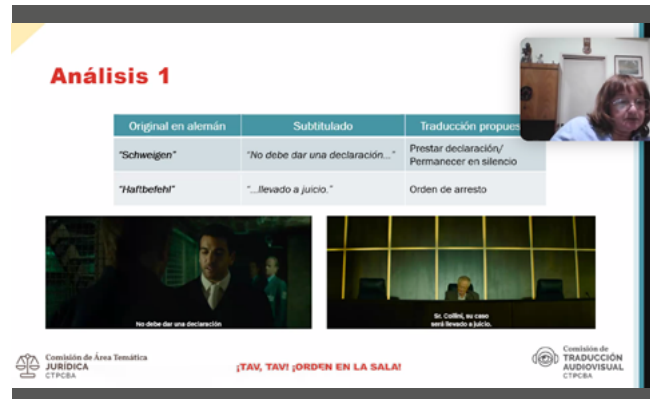 Análisis 1
Original en alemán Subtitulado Traducción propues
"Schweigen" "No debe dar una declaración..." Prestar declaración/
Permanecer en silencio
"Haftbefehl" "...llevado a juicio." Orden de arresto
No debe dar una declaración
Sr. Collini, su caso
será llevado a juicio.
Comisión de Área Temática
JURÍDICA
CTPCBA
¡TAV, TAV! ¡ORDEN EN LA SALA!
Comisión de
TRADUCCIÓN
AUDIOVISUAL
CTPCBA